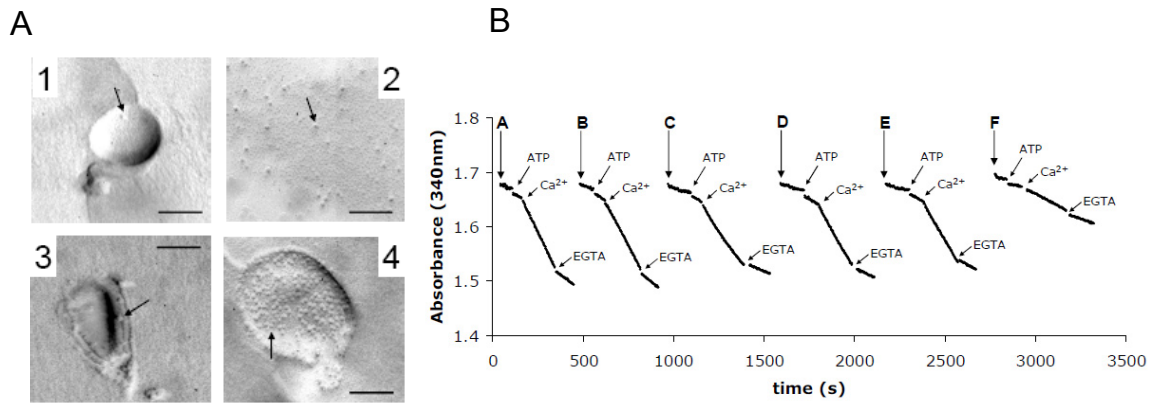 A
B
1
2
3
4
Absorbance (340nm)
1.8
1.7
1.6
1.5
1.4
A
B
C
D
E
F
ATP
Ca²⁺
EGTA
ATP
Ca²⁺
EGTA
ATP
Ca²⁺
EGTA
ATP
Ca²⁺
EGTA
ATP
Ca²⁺
EGTA
ATP
Ca²⁺
EGTA
0 500 1000 1500 2000 2500 3000 3500
time (s)